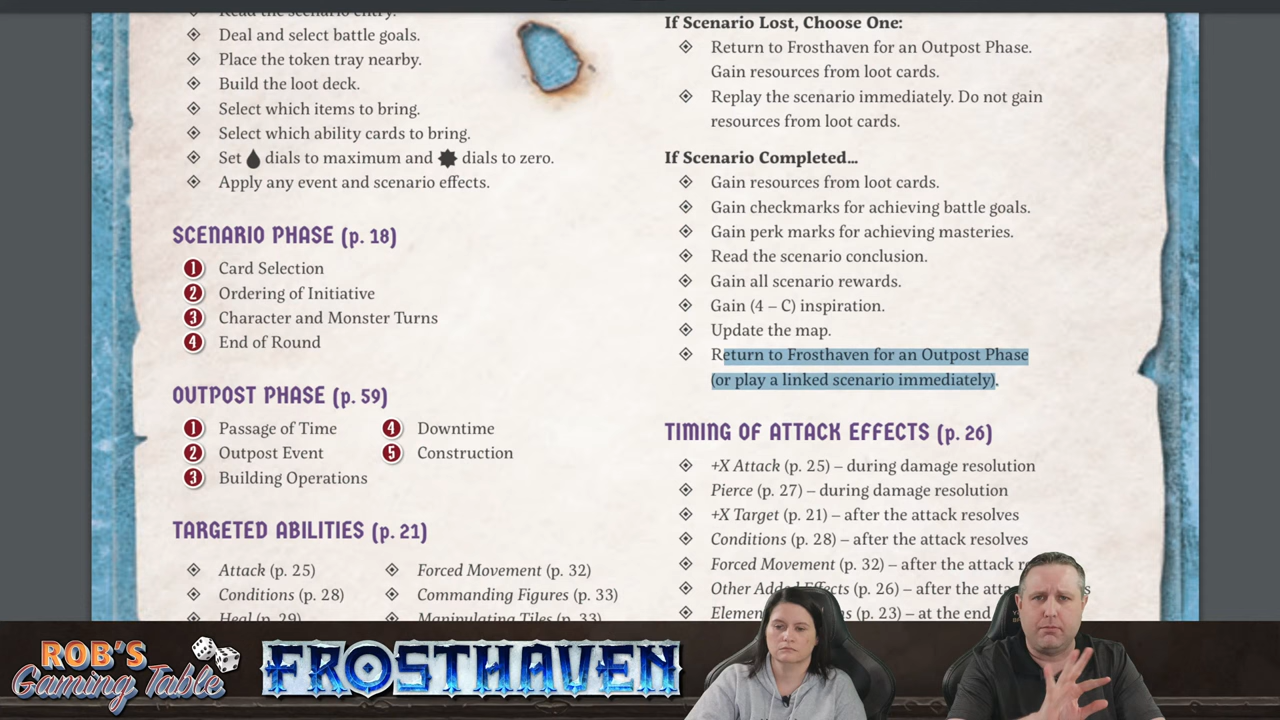 Read the scenario entry.
Deal and select battle goals.
Place the token tray nearby.
Build the loot deck.
Select which items to bring.
Select which ability cards to bring.
Set dials to maximum and dials to zero.
Apply any event and scenario effects.
SCENARIO PHASE (p. 18)
1 Card Selection
2 Ordering of Initiative
3 Character and Monster Turns
4 End of Round
OUTPOST PHASE (p. 59)
1 Passage of Time
2 Outpost Event
3 Building Operations
4 Downtime
5 Construction
TARGETED ABILITIES (p. 21)
Attack (p. 25)
Conditions (p. 28)
Heal (p. 29)
Forced Movement (p. 32)
Commanding Figures (p. 33)
Manipulating Tiles (p. 33)
If Scenario Lost, Choose One:
Return to Frosthaven for an Outpost Phase.
Gain resources from loot cards.
Replay the scenario immediately. Do not gain
resources from loot cards.
If Scenario Completed...
Gain resources from loot cards.
Gain checkmarks for achieving battle goals.
Gain perk marks for achieving masteries.
Read the scenario conclusion.
Gain all scenario rewards.
Gain (4 – C) inspiration.
Update the map.
Return to Frosthaven for an Outpost Phase
(or play a linked scenario immediately).
TIMING OF ATTACK EFFECTS (p. 26)
+X Attack (p. 25) – during damage resolution
Pierce (p. 27) – during damage resolution
+X Target (p. 21) – after the attack resolves
Conditions (p. 28) – after the attack resolves
Forced Movement (p. 32) – after the attack
Other Added Effects (p. 26) – after the
(p. 23) – at the end
ROB'S
Gaming Table
FROSTHAVEN